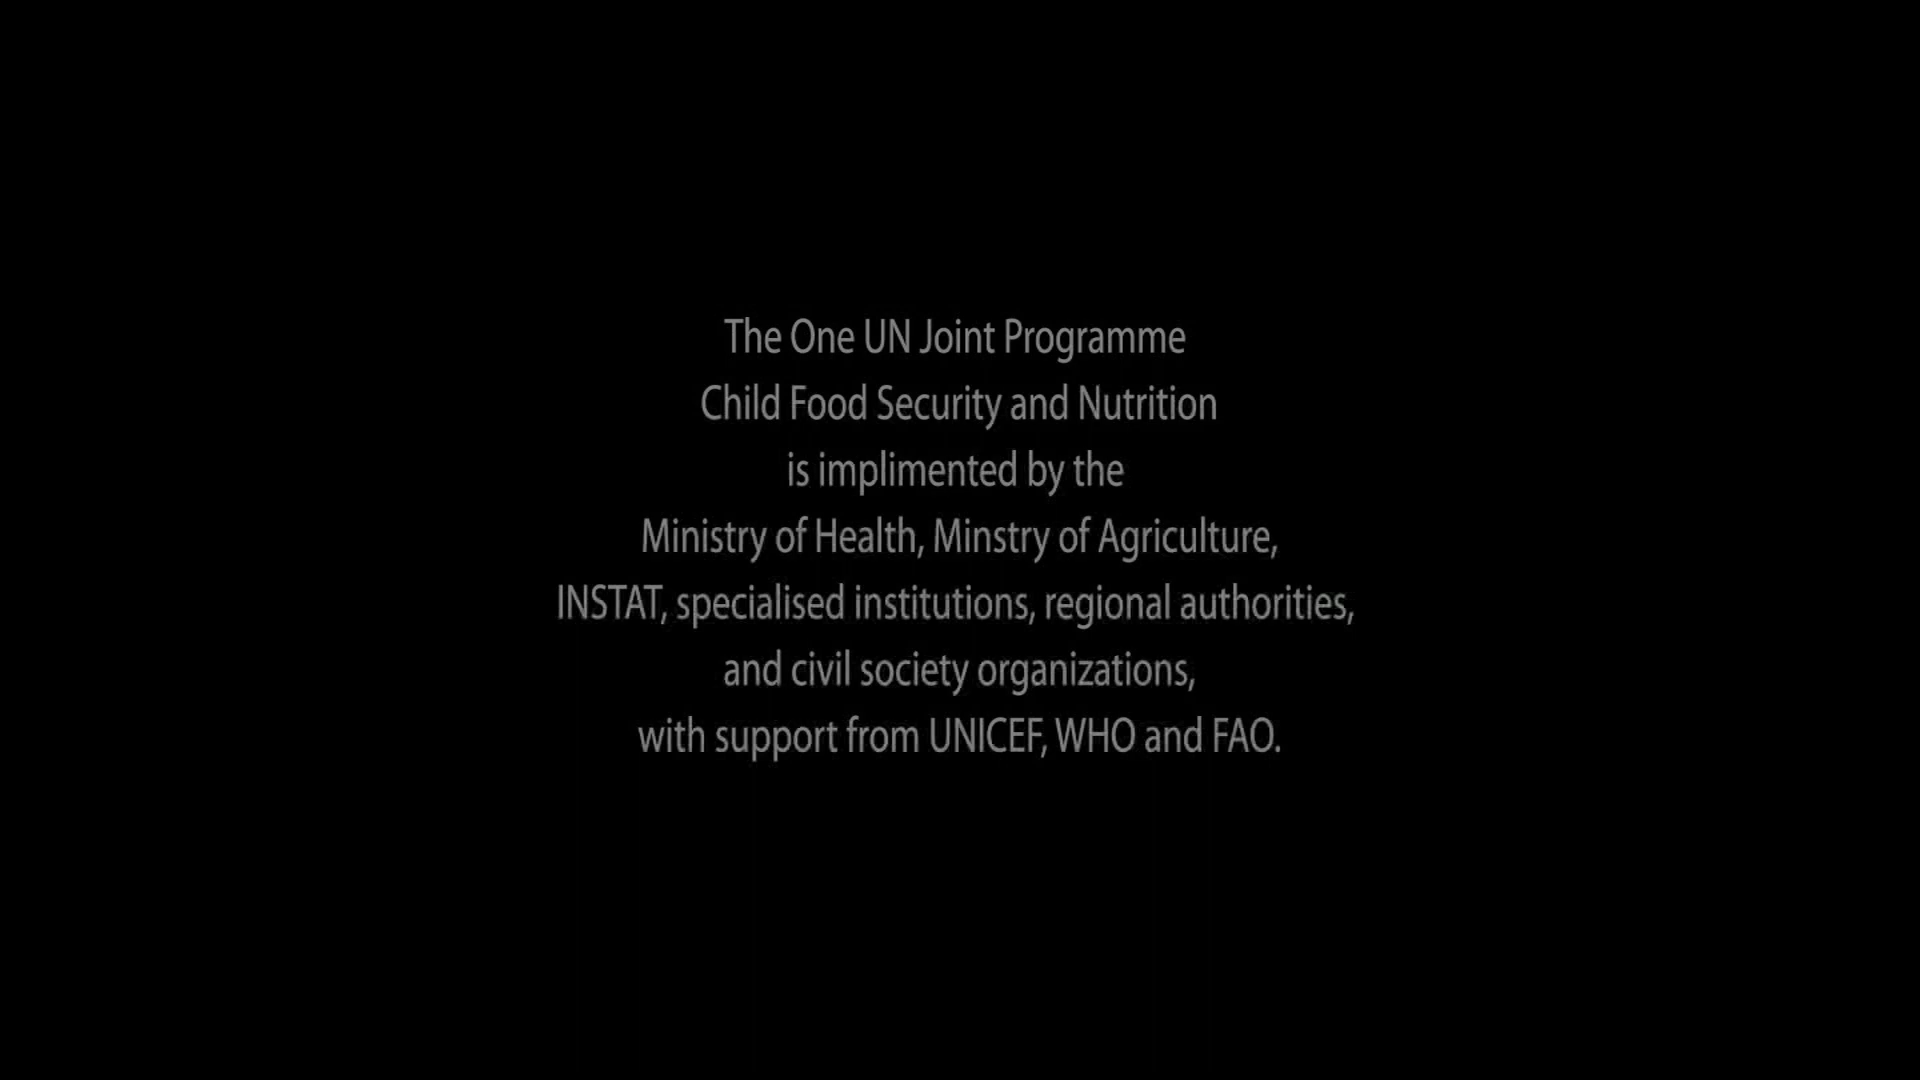 The One UN Joint Programme
Child Food Security and Nutrition
is implimented by the
Ministry of Health, Minstry of Agriculture,
INSTAT, specialised institutions, regional authorities,
and civil society organizations,
with support from UNICEF, WHO and FAO.